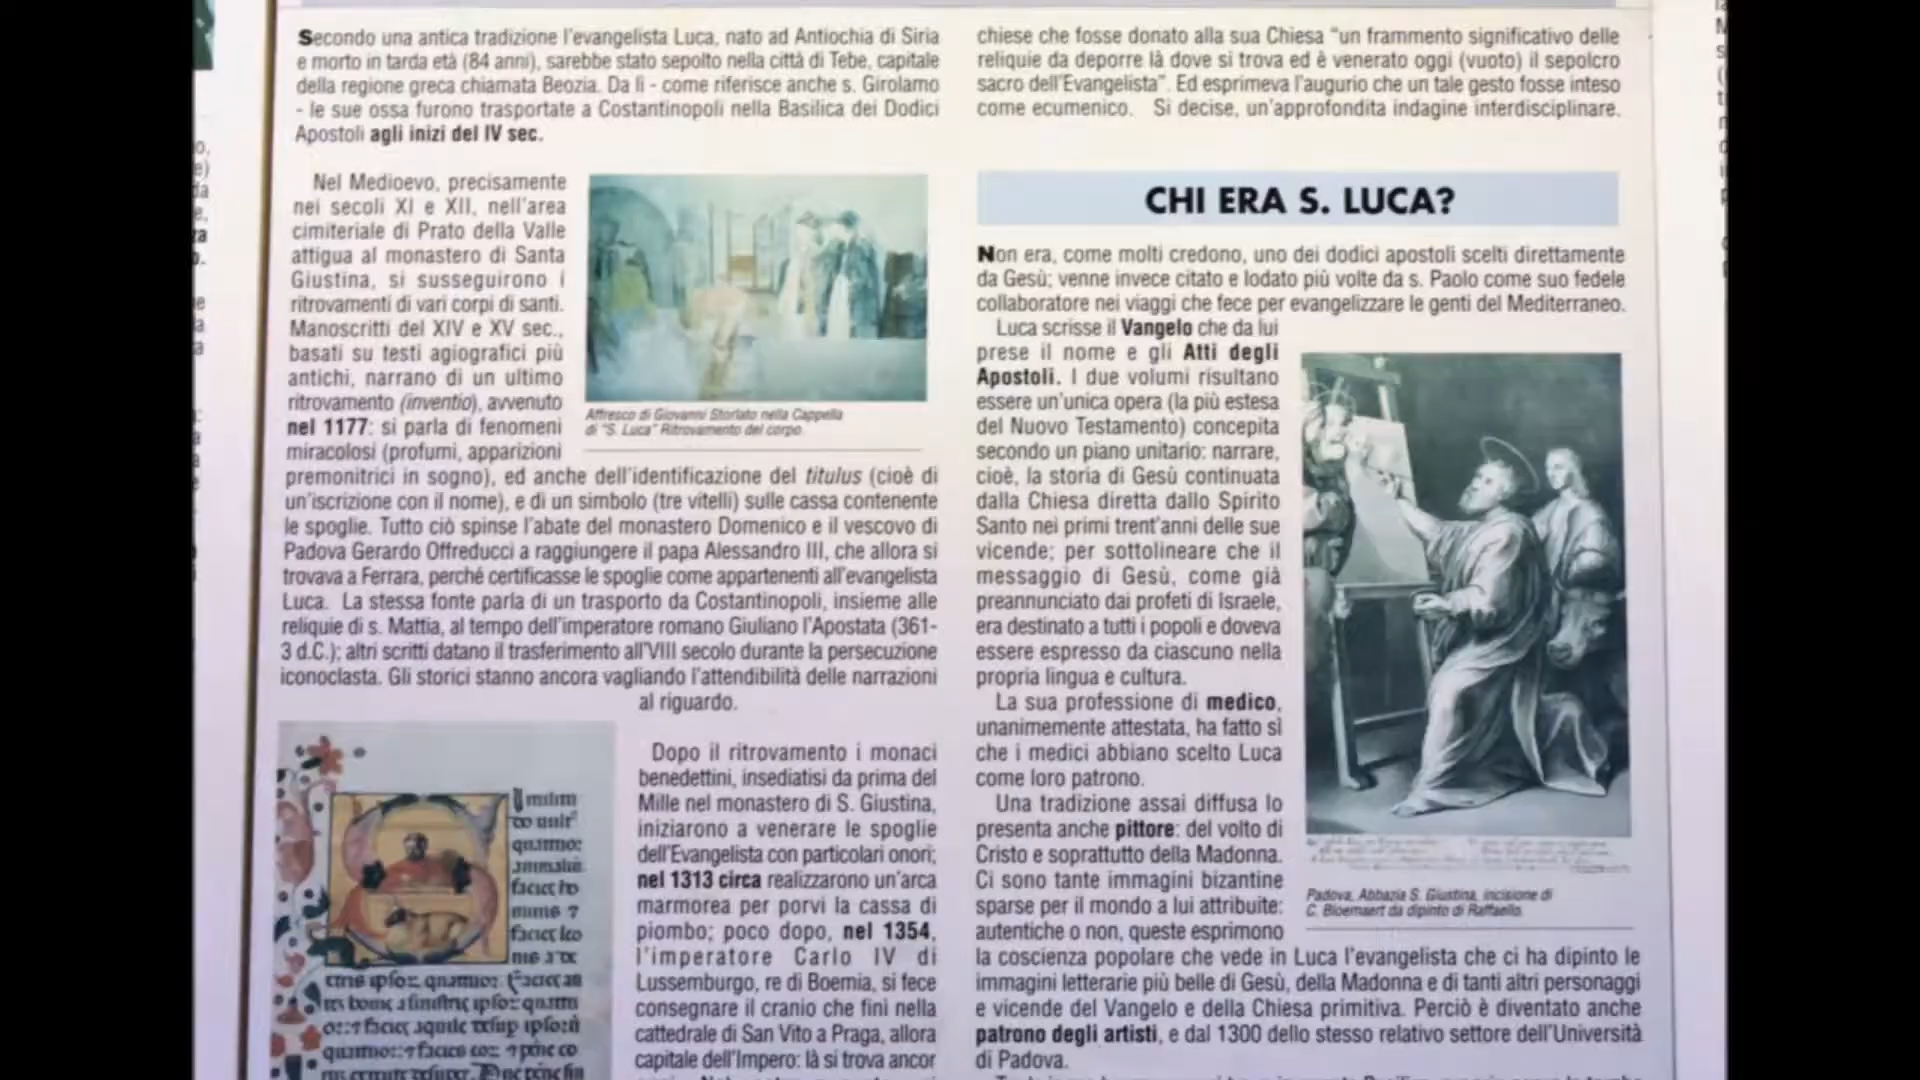 Secondo una antica tradizione l'evangelista Luca, nato ad Antiochia di Siria
e morto in tarda età (84 anni), sarebbe stato sepolto nella città di Tebe, capitale
della regione greca chiamata Beozia. Da lì - come riferisce anche s. Girolamo
- le sue ossa furono trasportate a Costantinopoli nella Basilica dei Dodici
Apostoli agli inizi del IV sec.
Nel Medioevo, precisamente
nei secoli XI e XII, nell'area
cimiteriale di Prato della Valle
attigua al monastero di Santa
Giustina, si susseguirono i
ritrovamenti di vari corpi di santi.
Manoscritti del XIV e XV sec.,
basati su testi agiografici più
antichi, narrano di un ultimo
ritrovamento (inventio), avvenuto
nel 1177: si parla di fenomeni
miracolosi (profumi, apparizioni
premonitrici in sogno), ed anche dell'identificazione del titulus (cioè di
un'iscrizione con il nome), e di un simbolo (tre vitelli) sulle cassa contenente
le spoglie. Tutto ciò spinse l'abate del monastero Domenico e il vescovo di
Padova Gerardo Offreducci a raggiungere il papa Alessandro III, che allora si
trovava a Ferrara, perché certificasse le spoglie come appartenenti all'evangelista
Luca. La stessa fonte parla di un trasporto da Costantinopoli, insieme alle
reliquie di s. Mattia, al tempo dell'imperatore romano Giuliano l'Apostata (361-
3 d.C.); altri scritti datano il trasferimento all'VIII secolo durante la persecuzione
iconoclasta. Gli storici stanno ancora vagliando l'attendibilità delle narrazioni
al riguardo.
Affresco di Giovanni Storlato nella Cappella
di "S. Luca" Ritrovamento del corpo.
Dopo il ritrovamento i monaci
benedettini, insediatisi da prima del
Mille nel monastero di S. Giustina,
iniziarono a venerare le spoglie
dell'Evangelista con particolari onori;
nel 1313 circa realizzarono un'arca
marmorea per porvi la cassa di
piombo; poco dopo, nel 1354,
l'imperatore Carlo IV di
Lussemburgo, re di Boemia, si fece
consegnare il cranio che finì nella
cattedrale di San Vito a Praga, allora
capitale dell'Impero: là si trova ancor
chiese che fosse donato alla sua Chiesa "un frammento significativo delle
reliquie da deporre là dove si trova ed è venerato oggi (vuoto) il sepolcro
sacro dell'Evangelista". Ed esprimeva l'augurio che un tale gesto fosse inteso
come ecumenico. Si decise, un'approfondita indagine interdisciplinare.
CHI ERA S. LUCA?
Non era, come molti credono, uno dei dodici apostoli scelti direttamente
da Gesù; venne invece citato e lodato più volte da s. Paolo come suo fedele
collaboratore nei viaggi che fece per evangelizzare le genti del Mediterraneo.
Luca scrisse il Vangelo che da lui
prese il nome e gli Atti degli
Apostoli. I due volumi risultano
essere un'unica opera (la più estesa
del Nuovo Testamento) concepita
secondo un piano unitario: narrare,
cioè, la storia di Gesù continuata
dalla Chiesa diretta dallo Spirito
Santo nei primi trent'anni delle sue
vicende; per sottolineare che il
messaggio di Gesù, come già
preannunciato dai profeti di Israele,
era destinato a tutti i popoli e doveva
essere espresso da ciascuno nella
propria lingua e cultura.
La sua professione di medico,
unanimemente attestata, ha fatto sì
che i medici abbiano scelto Luca
come loro patrono.
Una tradizione assai diffusa lo
presenta anche pittore: del volto di
Cristo e soprattutto della Madonna.
Ci sono tante immagini bizantine
sparse per il mondo a lui attribuite:
autentiche o non, queste esprimono
la coscienza popolare che vede in Luca l'evangelista che ci ha dipinto le
immagini letterarie più belle di Gesù, della Madonna e di tanti altri personaggi
e vicende del Vangelo e della Chiesa primitiva. Perciò è diventato anche
patrono degli artisti, e dal 1300 dello stesso relativo settore dell'Università
di Padova.
Padova, Abbazia S. Giustina, incisione di
C. Bloemaert da dipinto di Raffaello.